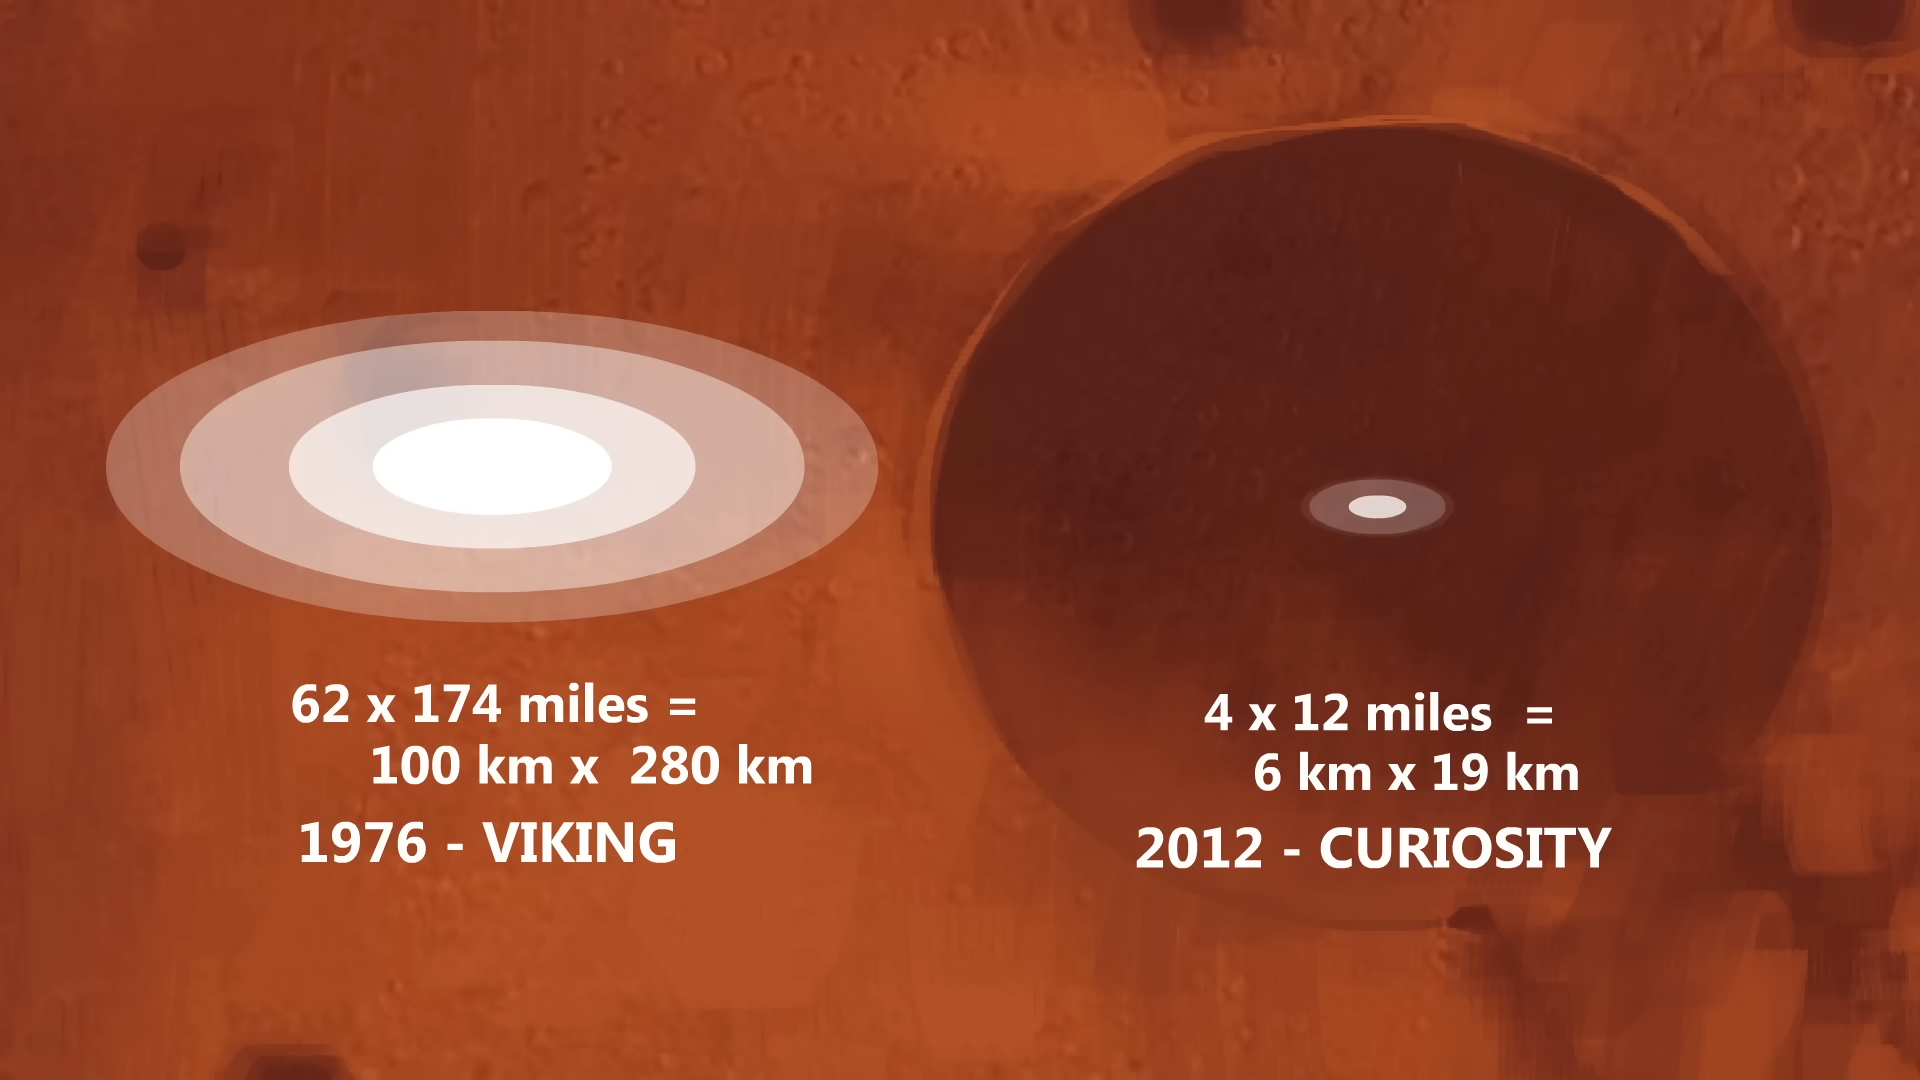 62 x 174 miles =
100 km x 280 km
1976 - VIKING
4 x 12 miles =
6 km x 19 km
2012 - CURIOSITY